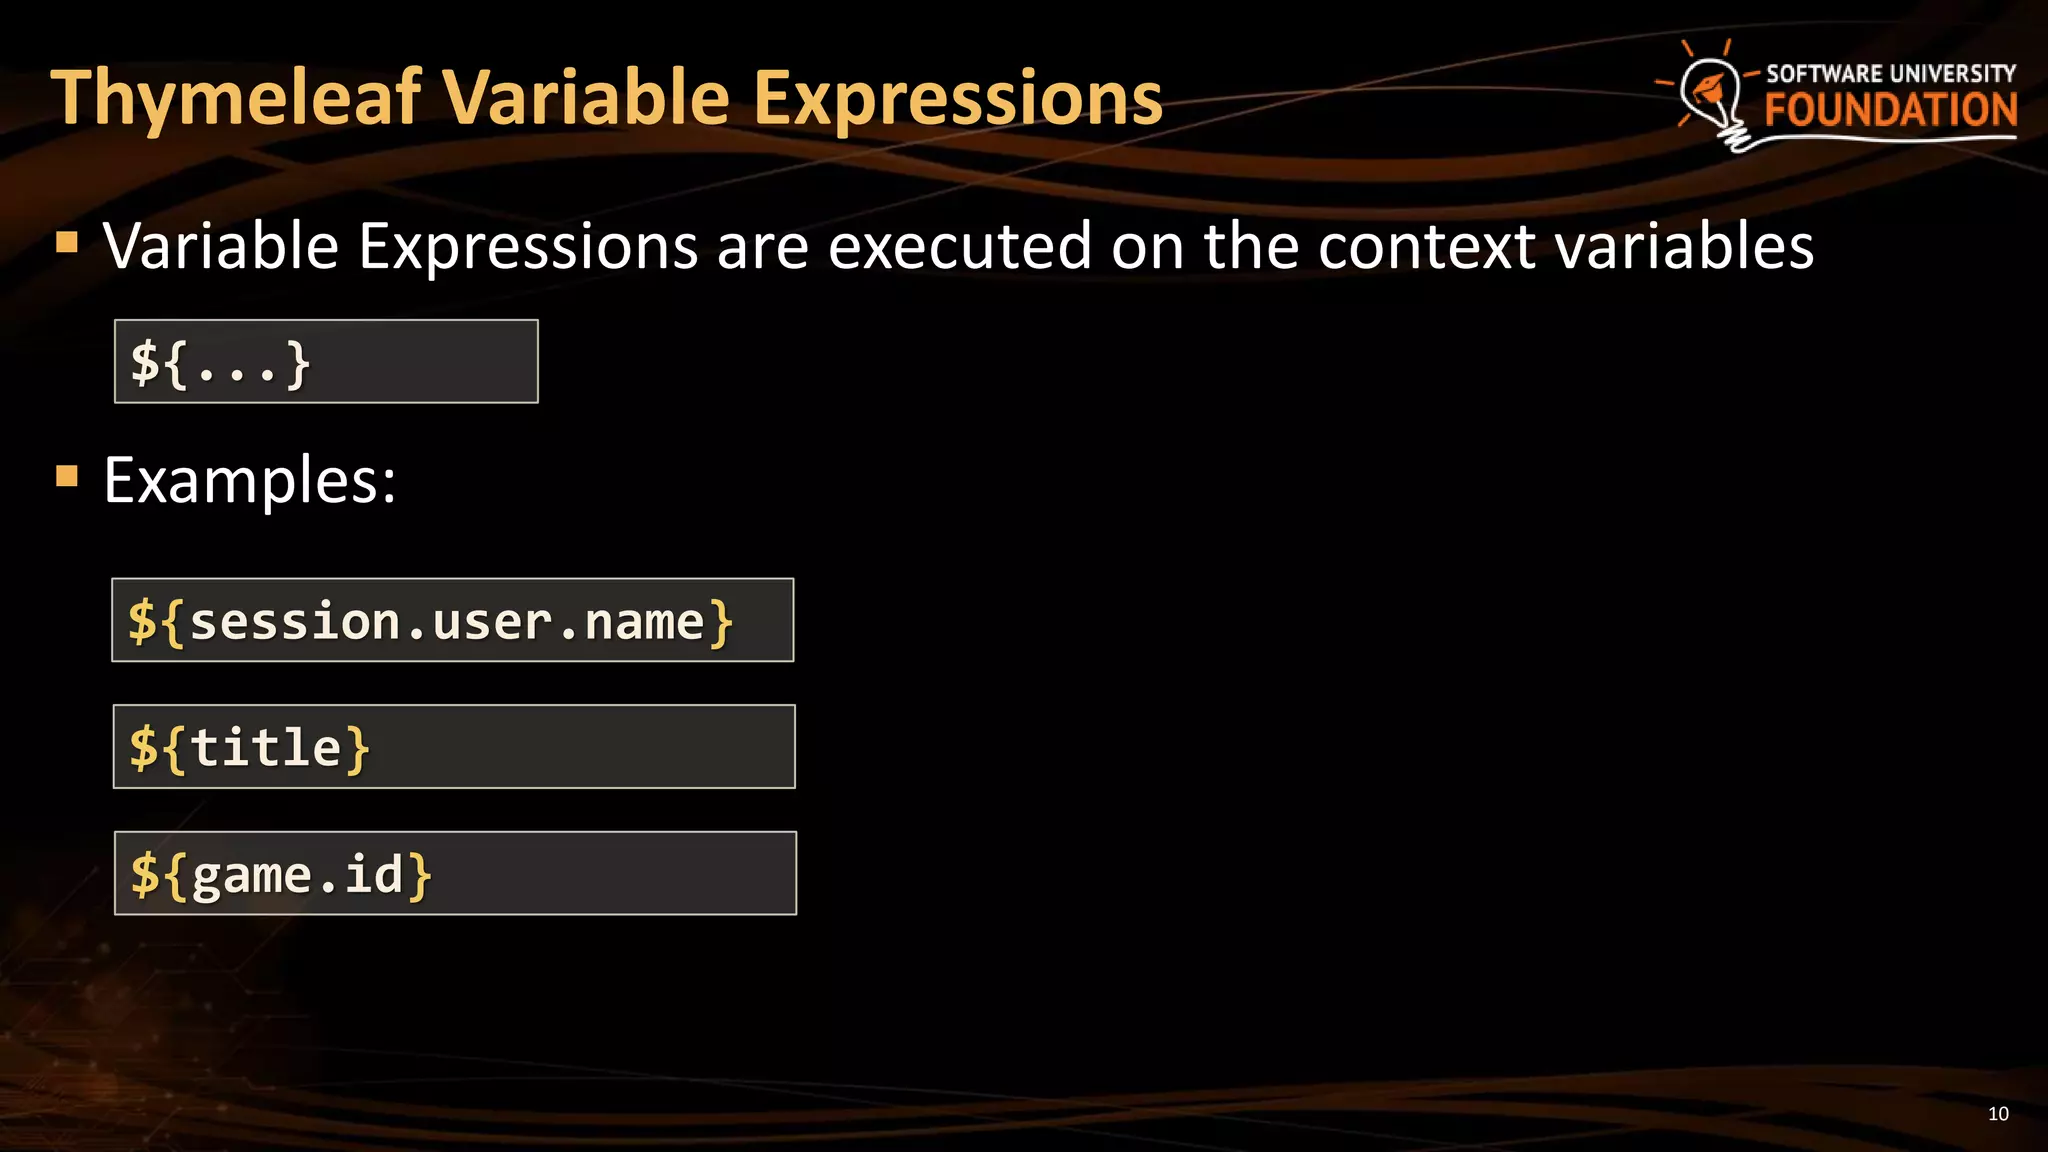 Thymeleaf Variable Expressions
SOFTWARE UNIVERSITY
FOUNDATION
▪ Variable Expressions are executed on the context variables
${...}
▪ Examples:
${session.user.name}
${title}
${game.id}
10